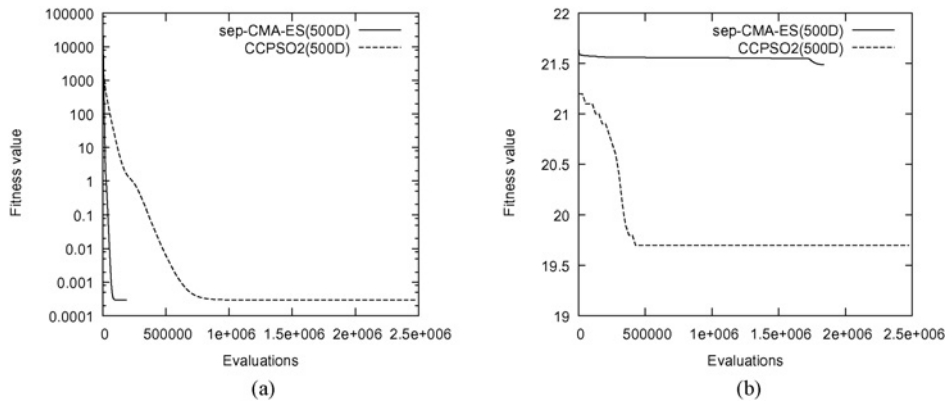 100000
10000
1000
100
10
1
0.1
0.01
0.001
0.0001
Fitness value
sep-CMA-ES(500D)
CCPSO2(500D)
0
500000
1e+006
1.5e+006
2e+006
2.5e+006
Evaluations
(a)
22
21.5
21
20.5
20
19.5
19
Fitness value
sep-CMA-ES(500D)
CCPSO2(500D)
0
500000
1e+006
1.5e+006
2e+006
2.5e+006
Evaluations
(b)